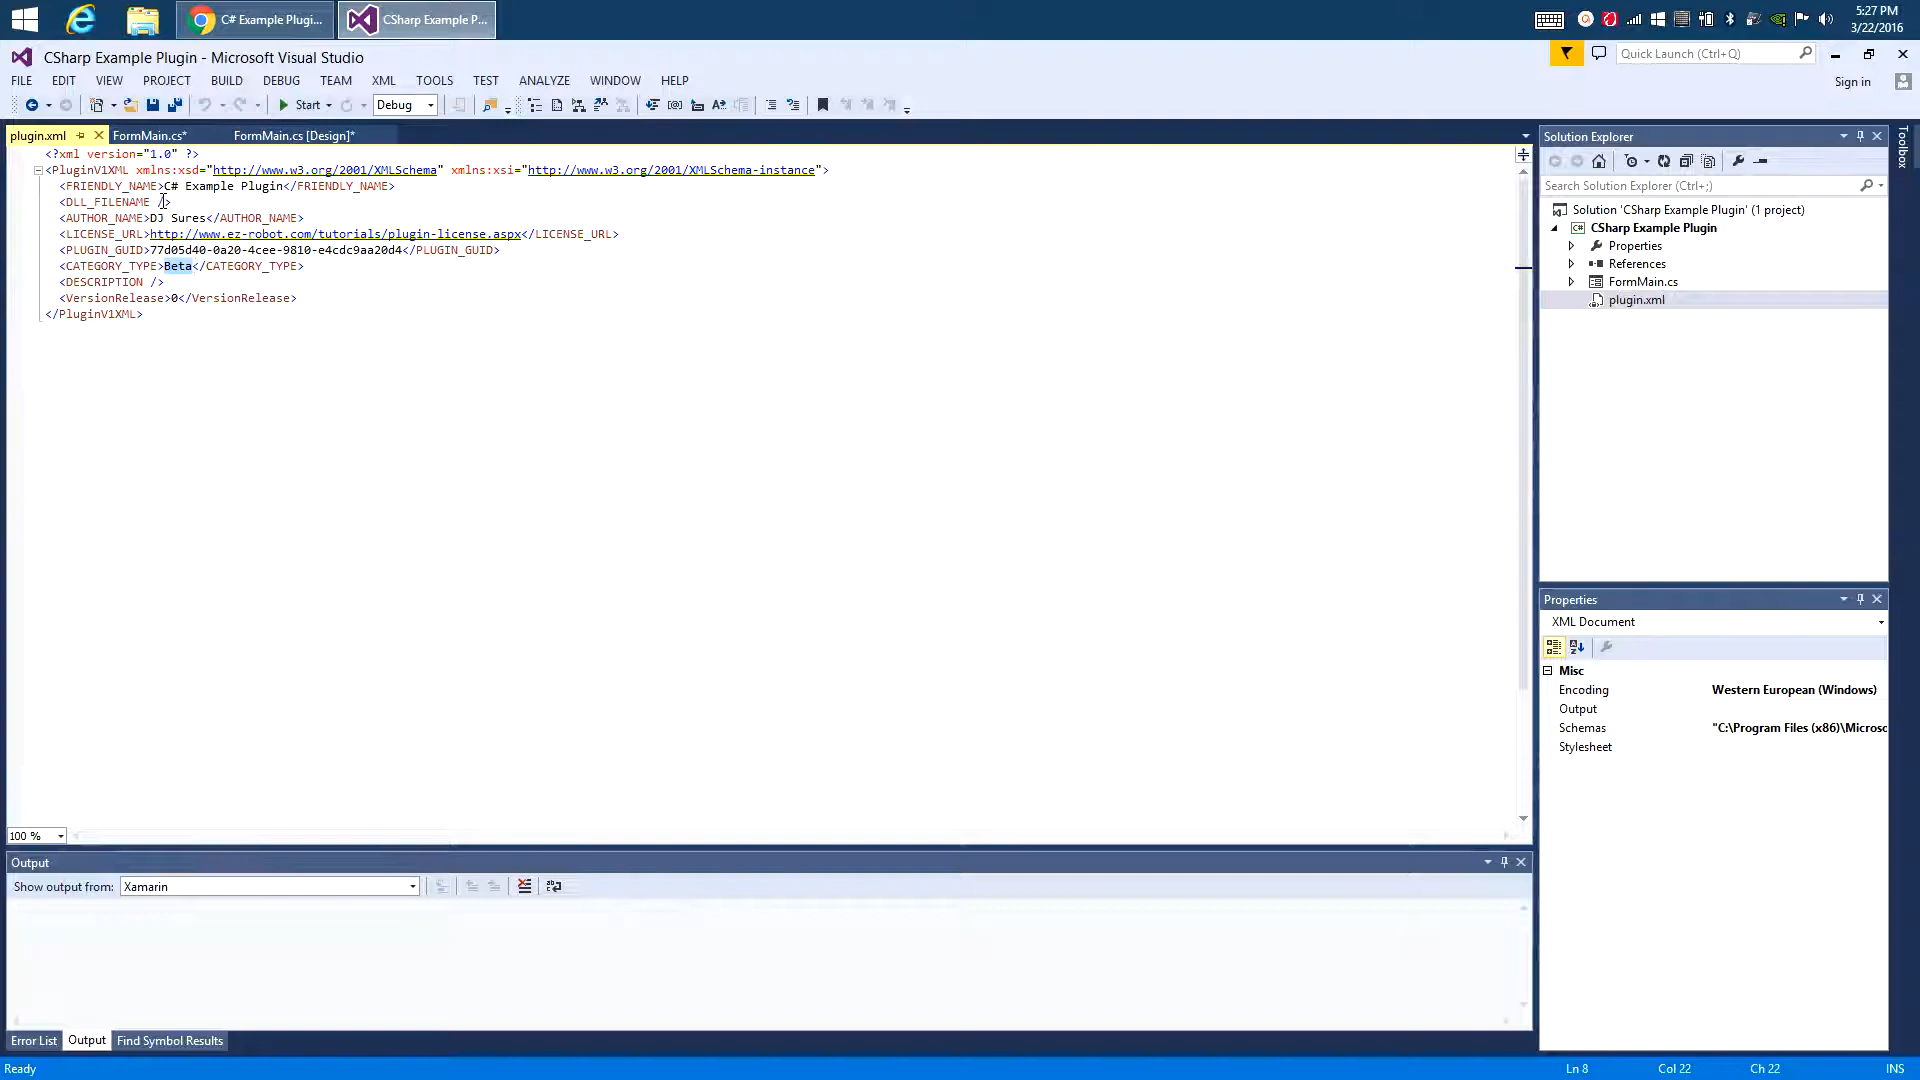 C# Example Plugi...
CSharp Example P...
5:27 PM
3/22/2016
CSharp Example Plugin - Microsoft Visual Studio
Quick Launch (Ctrl+Q)
FILE EDIT VIEW PROJECT BUILD DEBUG TEAM XML TOOLS TEST ANALYZE WINDOW HELP
Sign in
Start
Debug
plugin.xml
FormMain.cs*
FormMain.cs [Design]*
<?xml version="1.0" ?>
<PluginV1XML xmlns:xsd="http://www.w3.org/2001/XMLSchema" xmlns:xsi="http://www.w3.org/2001/XMLSchema-instance">
<FRIENDLY_NAME>C# Example Plugin</FRIENDLY_NAME>
<DLL_FILENAME />
<AUTHOR_NAME>DJ Sures</AUTHOR_NAME>
<LICENSE_URL>http://www.ez-robot.com/tutorials/plugin-license.aspx</LICENSE_URL>
<PLUGIN_GUID>77d05d40-0a20-4cee-9810-e4cdc9aa20d4</PLUGIN_GUID>
<CATEGORY_TYPE>Beta</CATEGORY_TYPE>
<DESCRIPTION />
<VersionRelease>0</VersionRelease>
</PluginV1XML>
100 %
Solution Explorer
Search Solution Explorer (Ctrl+;)
Solution 'CSharp Example Plugin' (1 project)
CSharp Example Plugin
Properties
References
FormMain.cs
plugin.xml
Toolbox
Properties
XML Document
Misc
Encoding Western European (Windows)
Output
Schemas "C:\Program Files (x86)\Microsc
Stylesheet
Output
Show output from: Xamarin
Error List Output Find Symbol Results
Ready
Ln 8 Col 22 Ch 22 INS